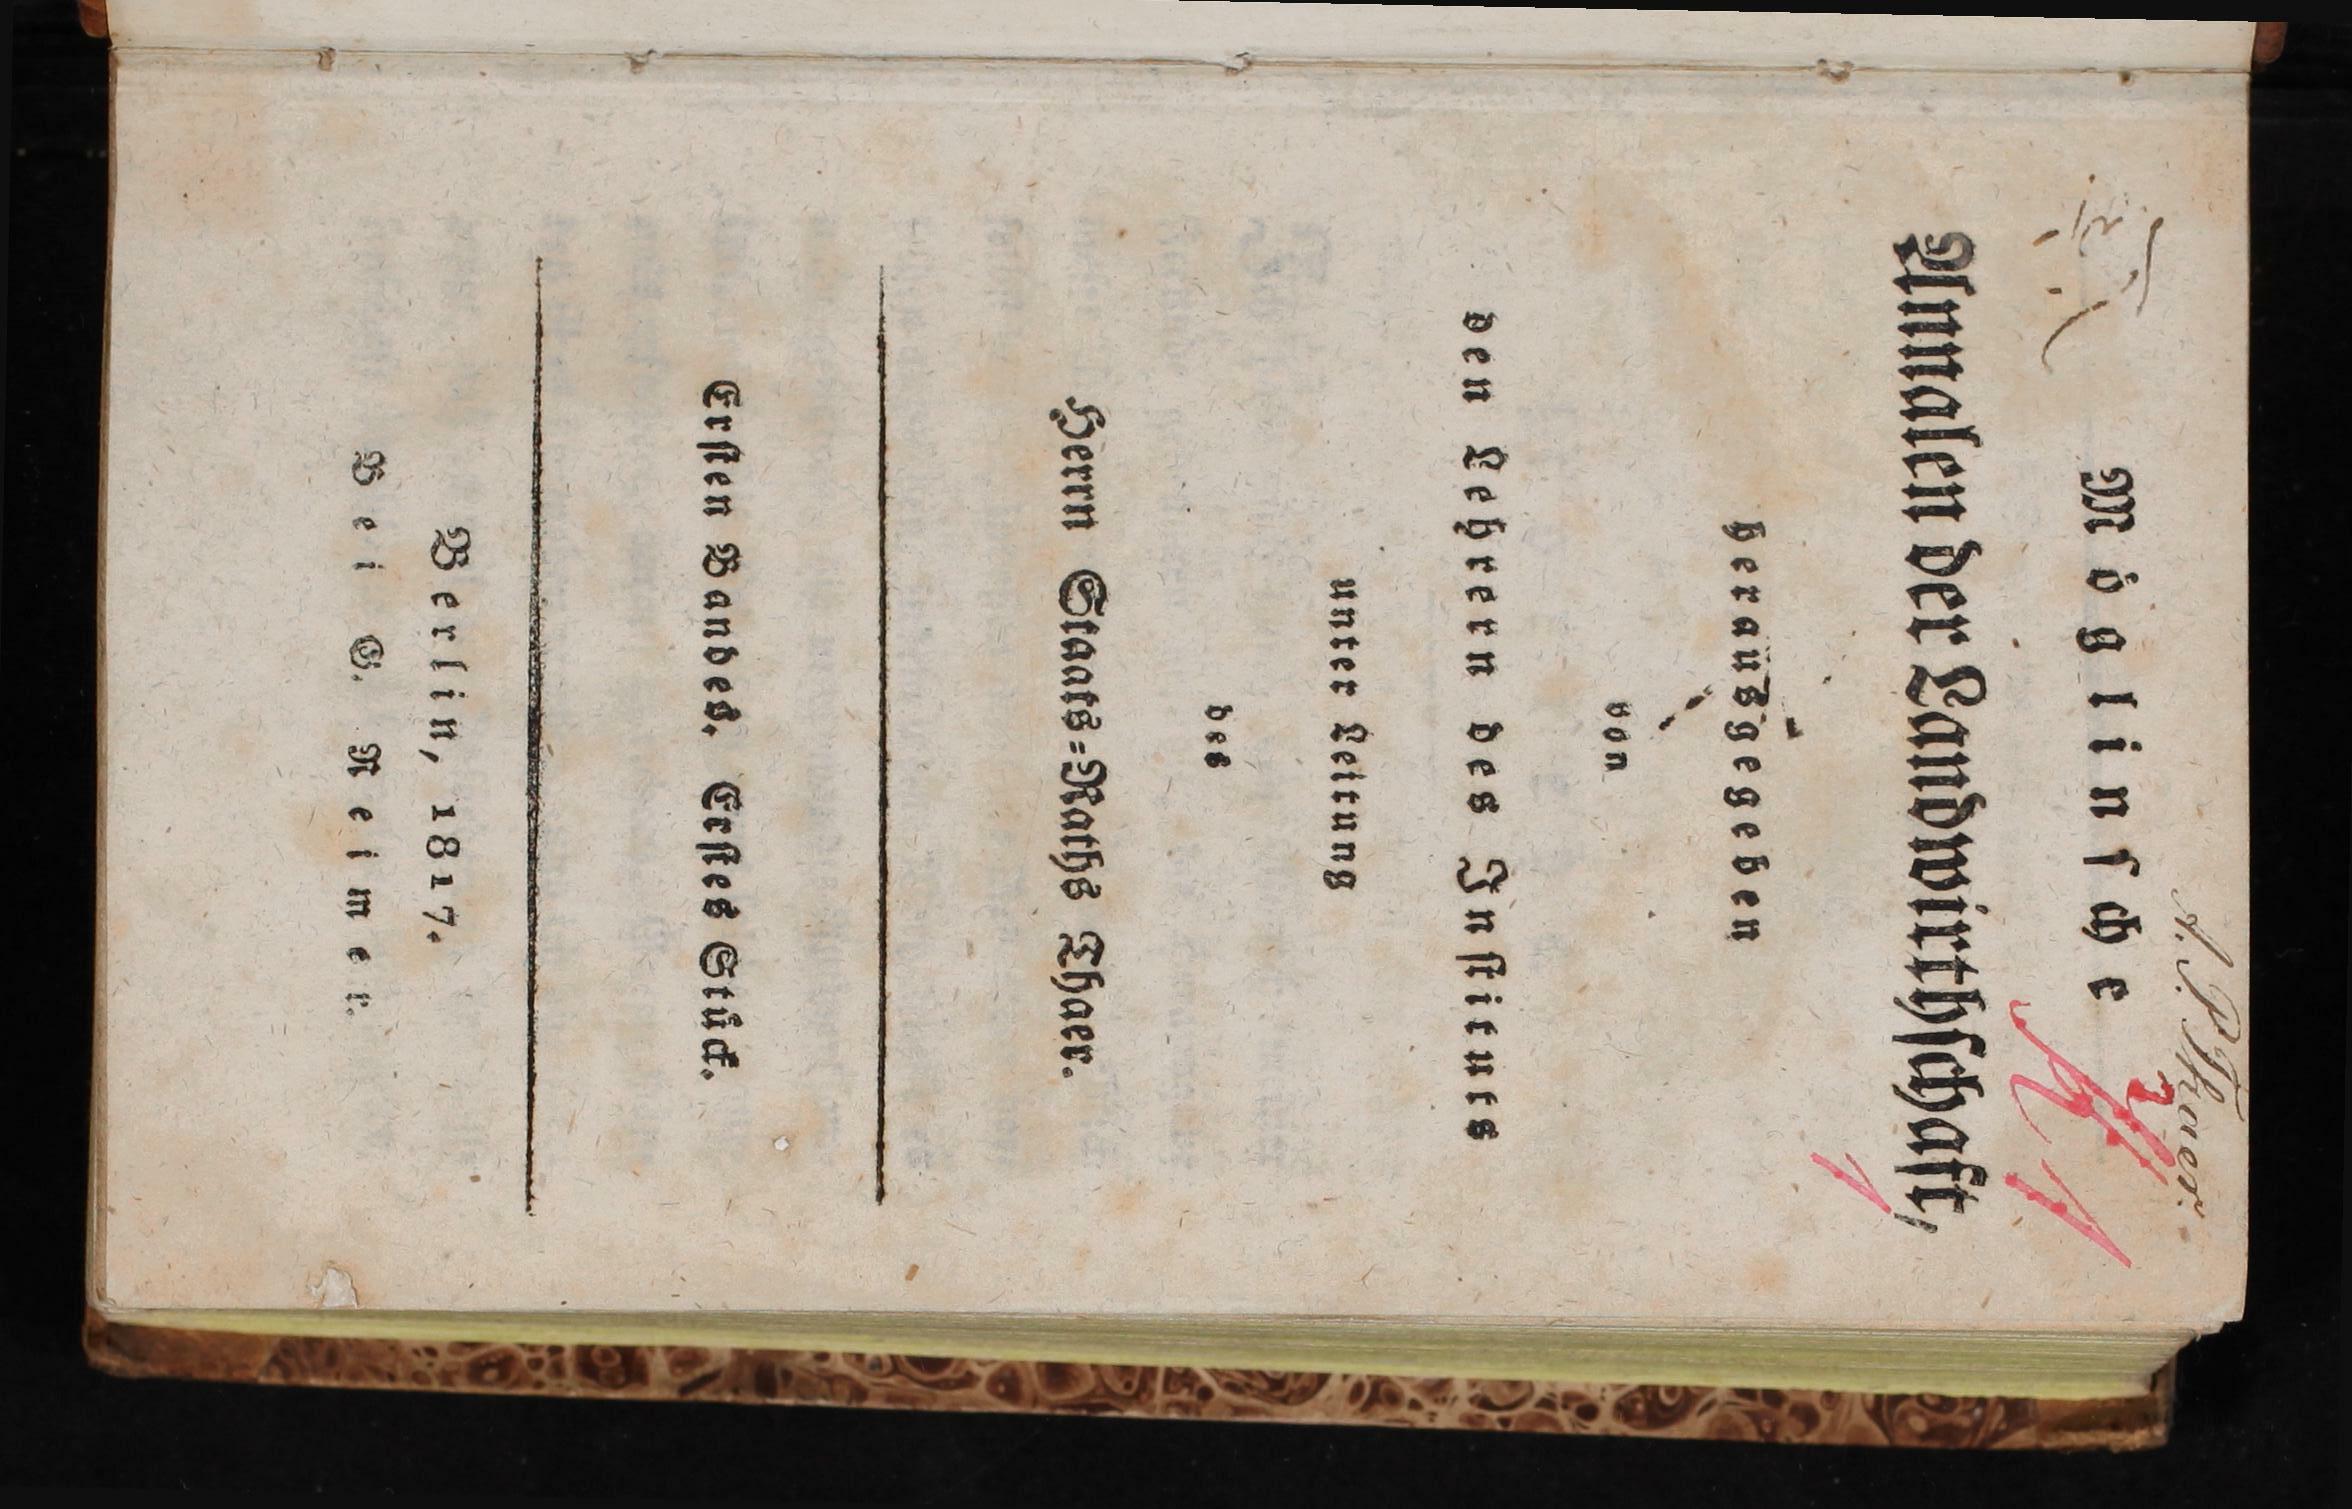 A. P. Thaer.
Möglinsche
Annalen der Landwirthschaft,
herausgegeben
von
den Lehrern des Instituts
unter Leitung
des
Herrn Staats-Raths Thaer.
Ersten Bandes. Erstes Stück.
Berlin, 1817.
Bei G. Reimer.